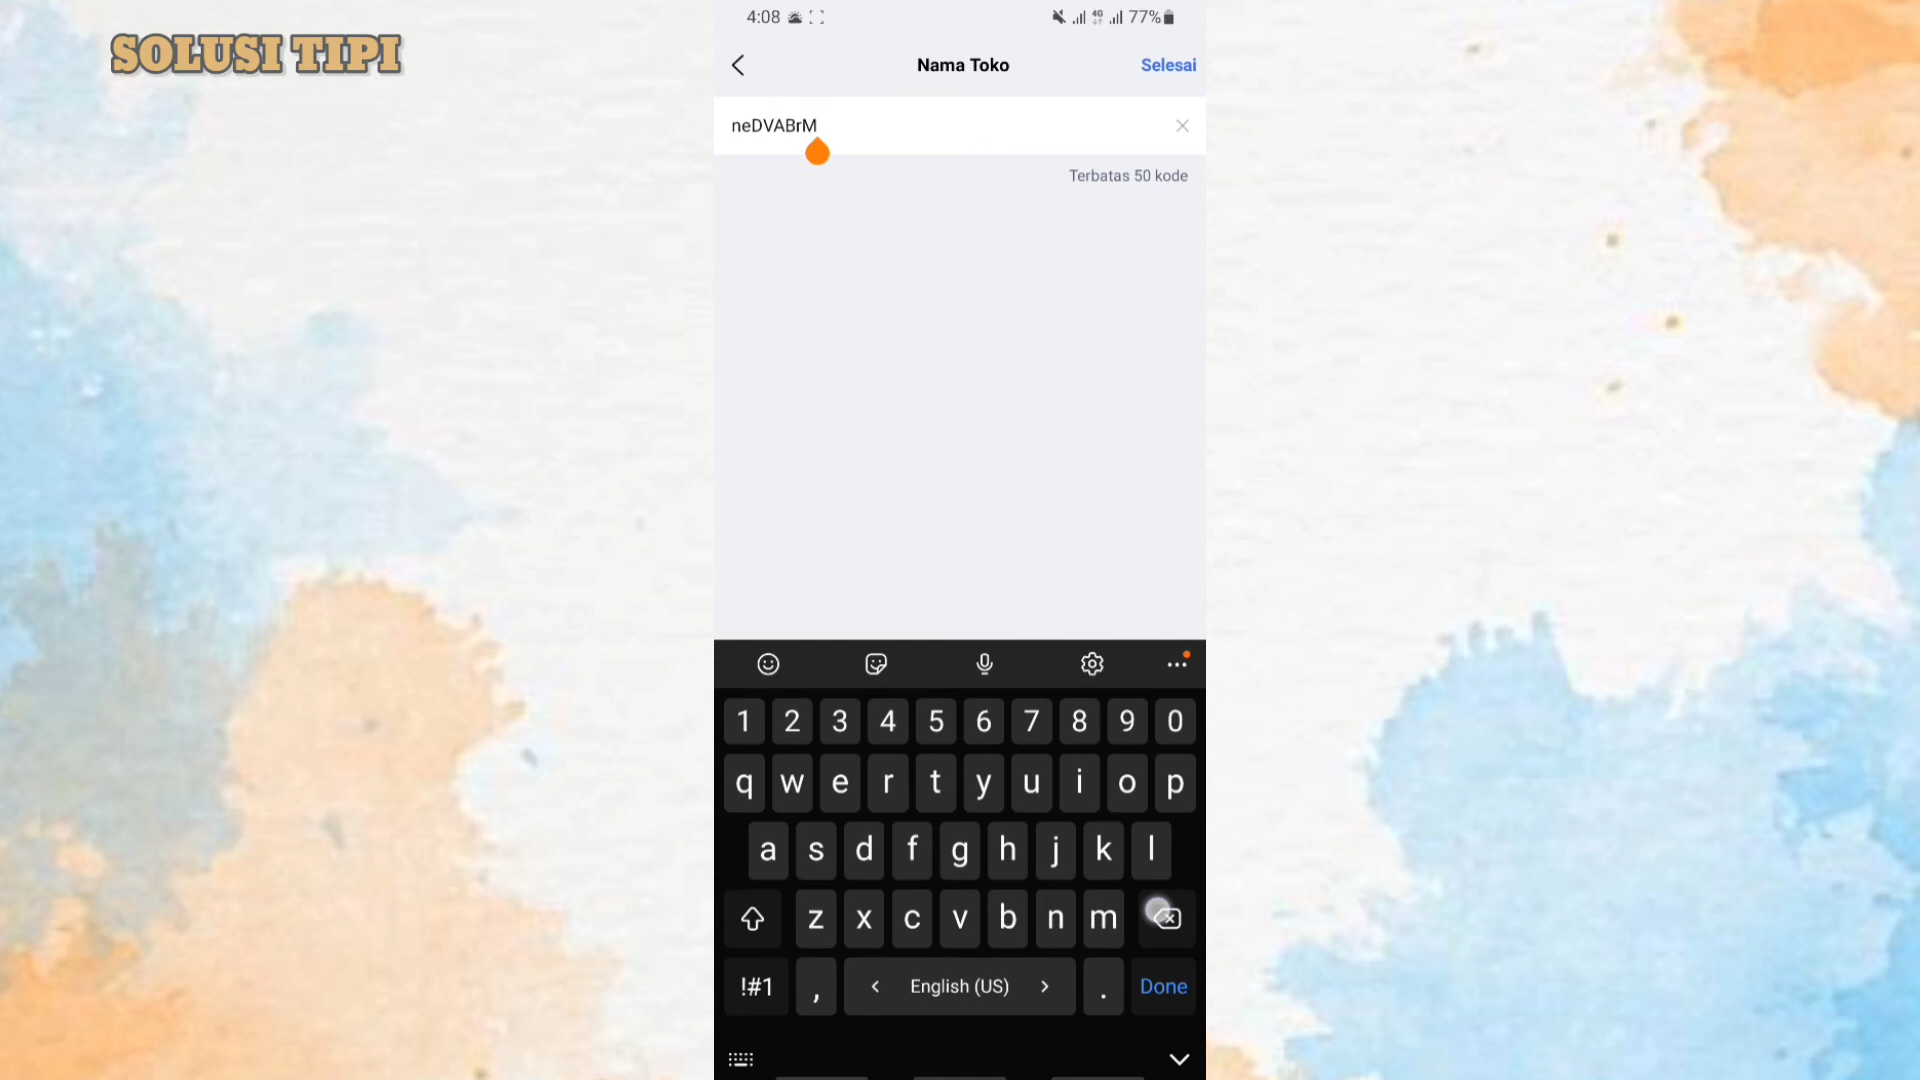 SOLUSI TIPI
4:08
4G
77%
Nama Toko
Selesai
neDVABrM
Terbatas 50 kode
1 2 3 4 5 6 7 8 9 0
q w e r t y u i o p
a s d f g h j k l
z x c v b n m
!#1 , < English (US) > . Done